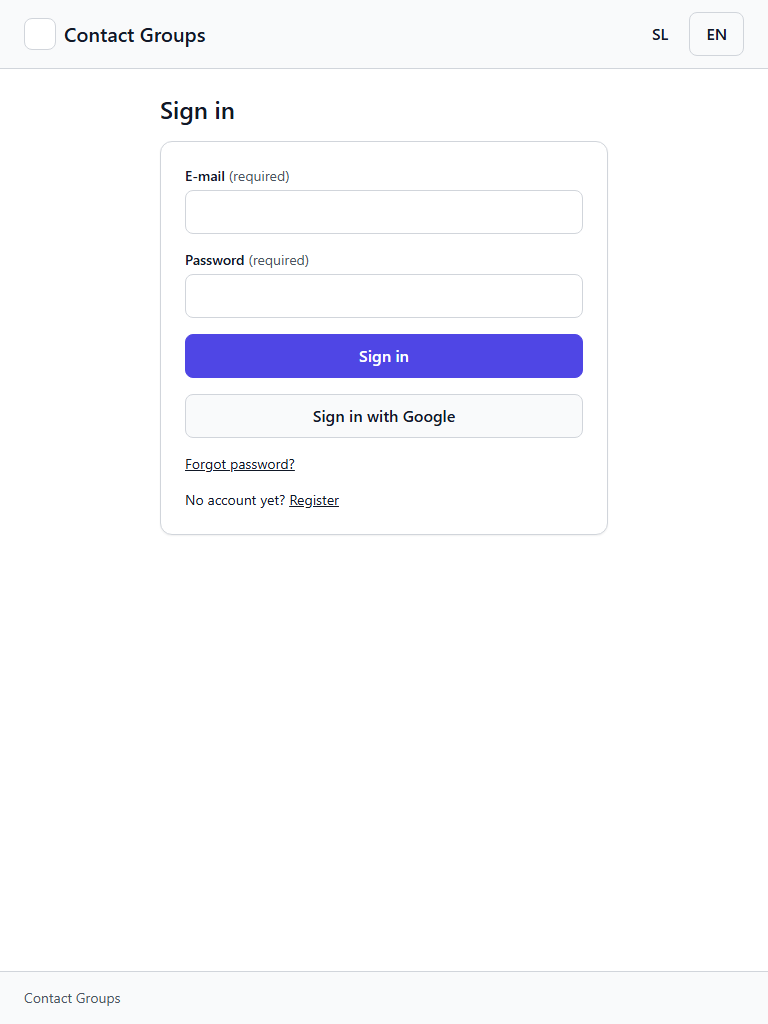 Contact Groups
SL
EN
Sign in
E-mail (required)
Password (required)
Sign in
Sign in with Google
Forgot password?
No account yet? Register
Contact Groups